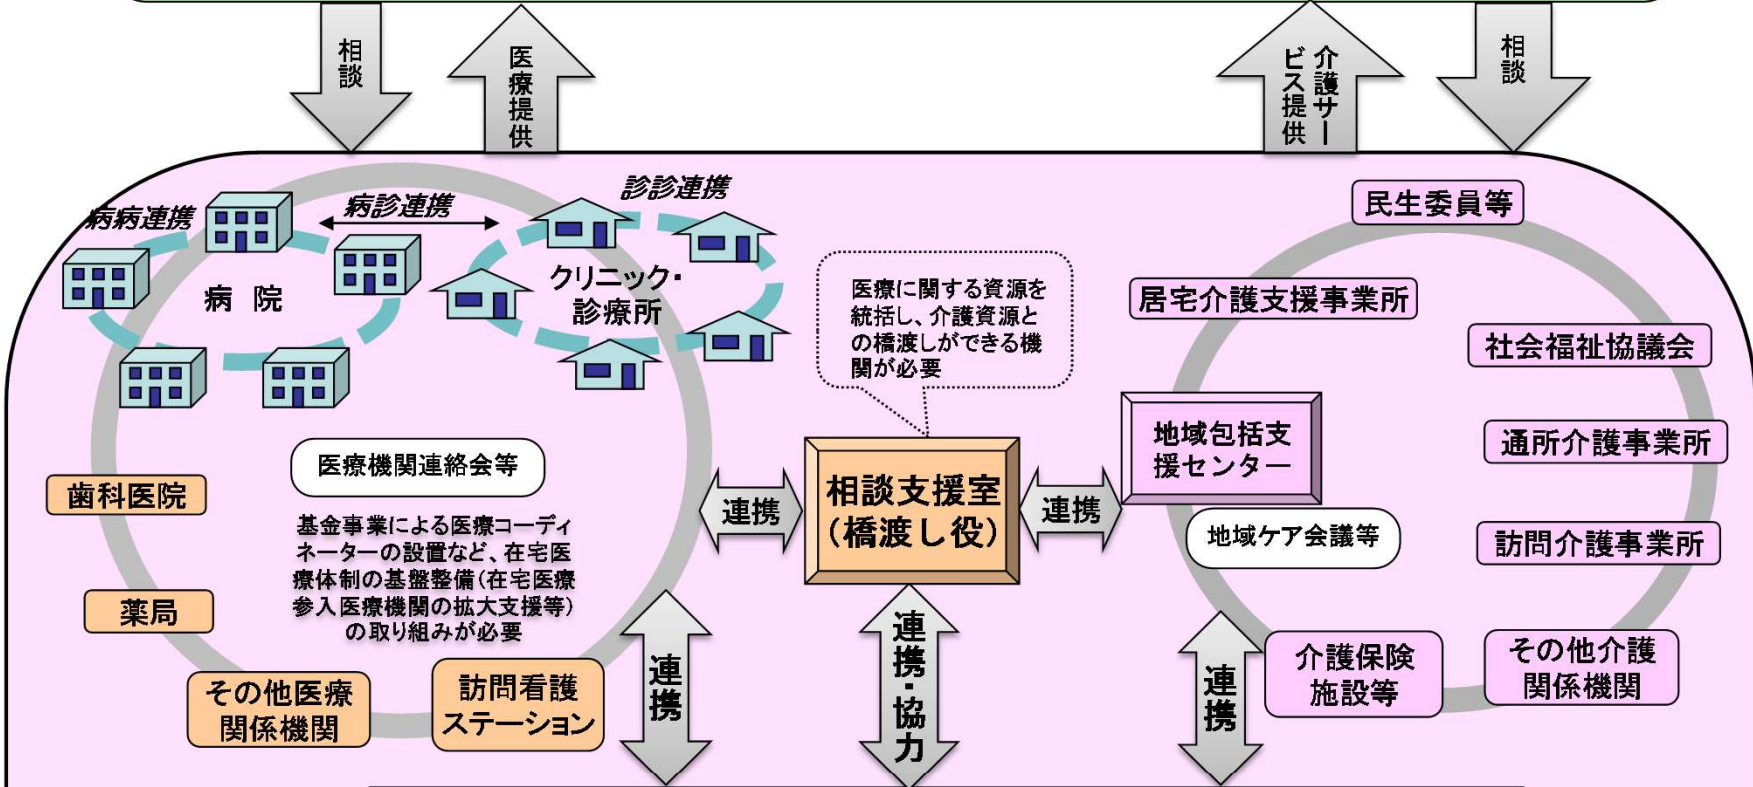 相談
医療提供
介護サー
ビス提供
相談
病病連携
病診連携
診診連携
病 院
クリニック・
診療所
医療に関する資源を
統括し、介護資源と
の橋渡しができる機
関が必要
民生委員等
居宅介護支援事業所
社会福祉協議会
地域包括支
援センター
通所介護事業所
医療機関連絡会等
歯科医院
連携
相談支援室
(橋渡し役)
連携
地域ケア会議等
訪問介護事業所
基金事業による医療コーディ
ネーターの設置など、在宅医
療体制の基盤整備(在宅医療
参入医療機関の拡大支援等)
の取り組みが必要
薬局
その他医療
関係機関
訪問看護
ステーション
連携
連携・協力
連携
介護保険
施設等
その他介護
関係機関